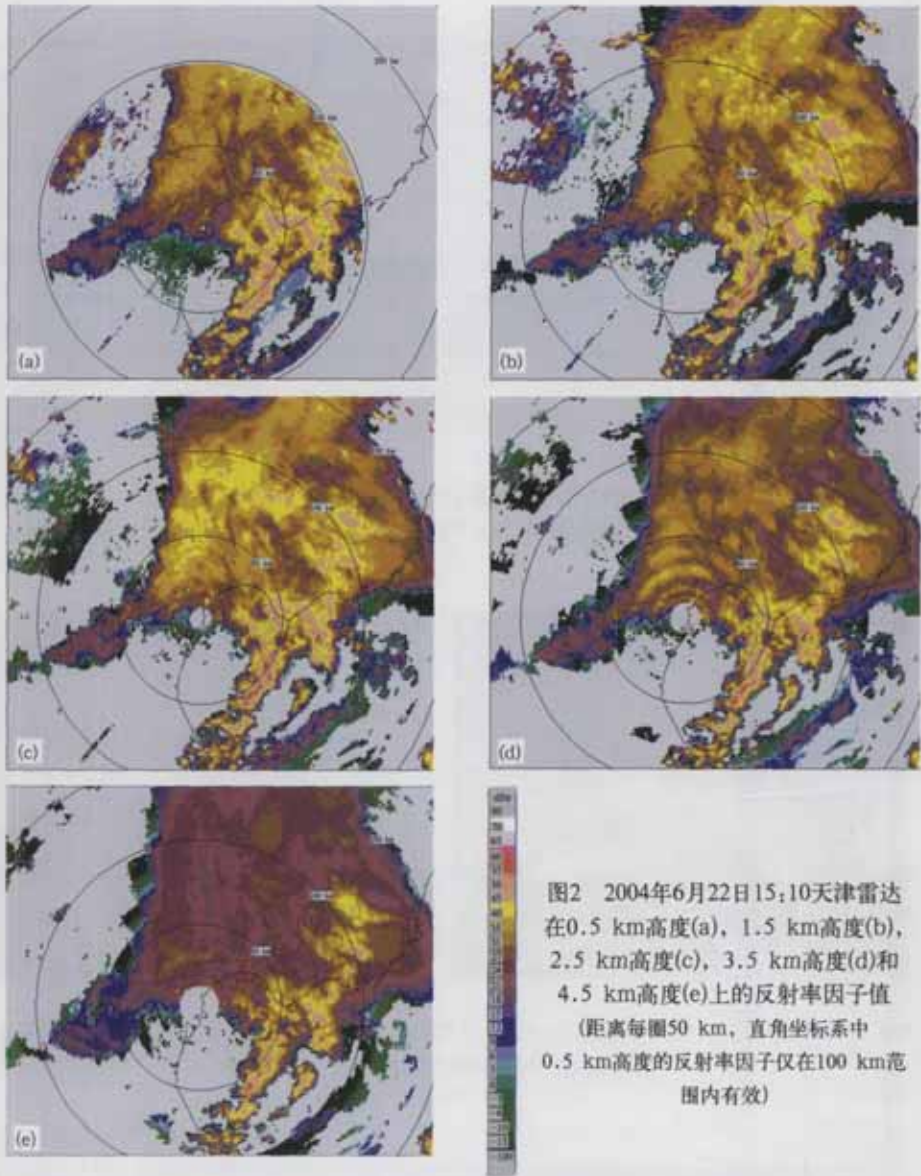 (a)
(b)
(c)
(d)
(e)
图2 2004年6月22日15:10天津雷达
在0.5 km高度(a)，1.5 km高度(b)，
2.5 km高度(c)，3.5 km高度(d)和
4.5 km高度(e)上的反射率因子值
(距离每圈50 km，直角坐标系中
0.5 km高度的反射率因子仅在100 km范
围内有效)